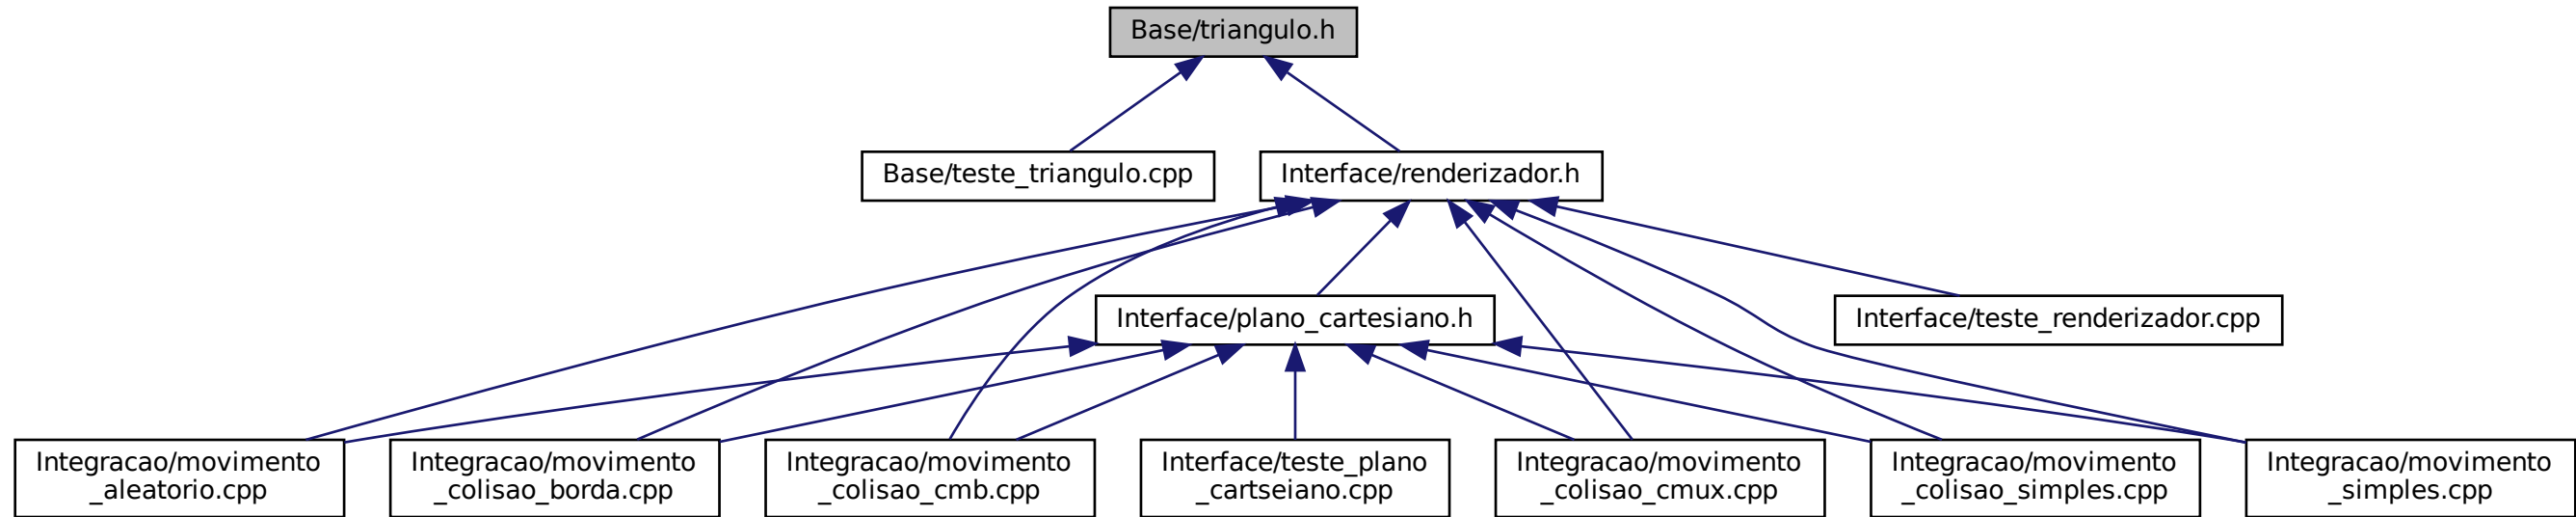 Base/triangulo.h
Base/teste_triangulo.cpp
Interface/renderizador.h
Interface/plano_cartesiano.h
Interface/teste_renderizador.cpp
Integracao/movimento
_aleatorio.cpp
Integracao/movimento
_colisao_borda.cpp
Integracao/movimento
_colisao_cmb.cpp
Interface/teste_plano
_cartseiano.cpp
Integracao/movimento
_colisao_cmux.cpp
Integracao/movimento
_colisao_simples.cpp
Integracao/movimento
_simples.cpp